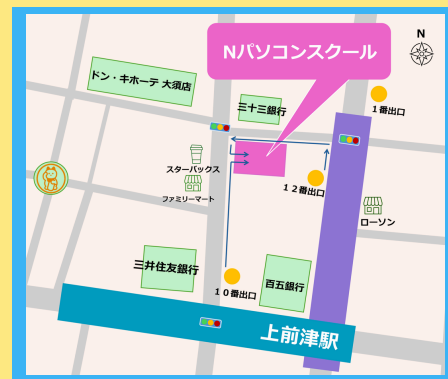 Nパソコンスクール
N
ドン・キホーテ 大須店
三十三銀行
1番出口
スターバックス
ファミリーマート
12番出口
ローソン
三井住友銀行
百五銀行
10番出口
上前津駅